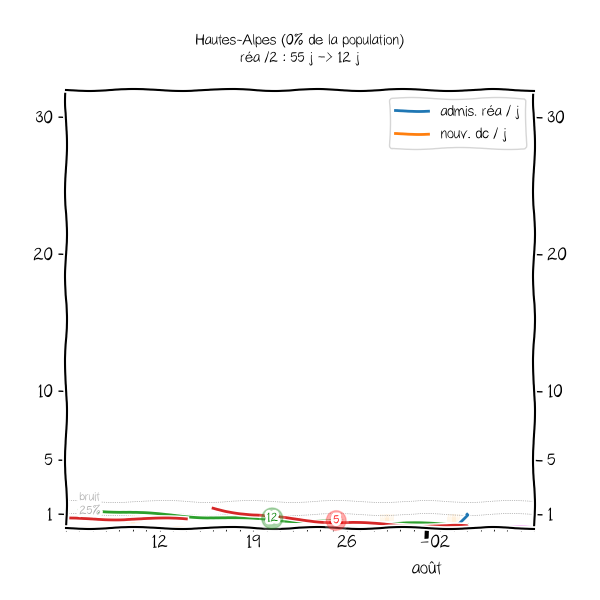 Hautes-Alpes (0% de la population)
réa /2 : 55 j -> 12 j
admis. réa / j
nouv. dc / j
30
30
20
20
10
10
5
5
bruit
25%
1
1
12
5
12
19
26
02
août